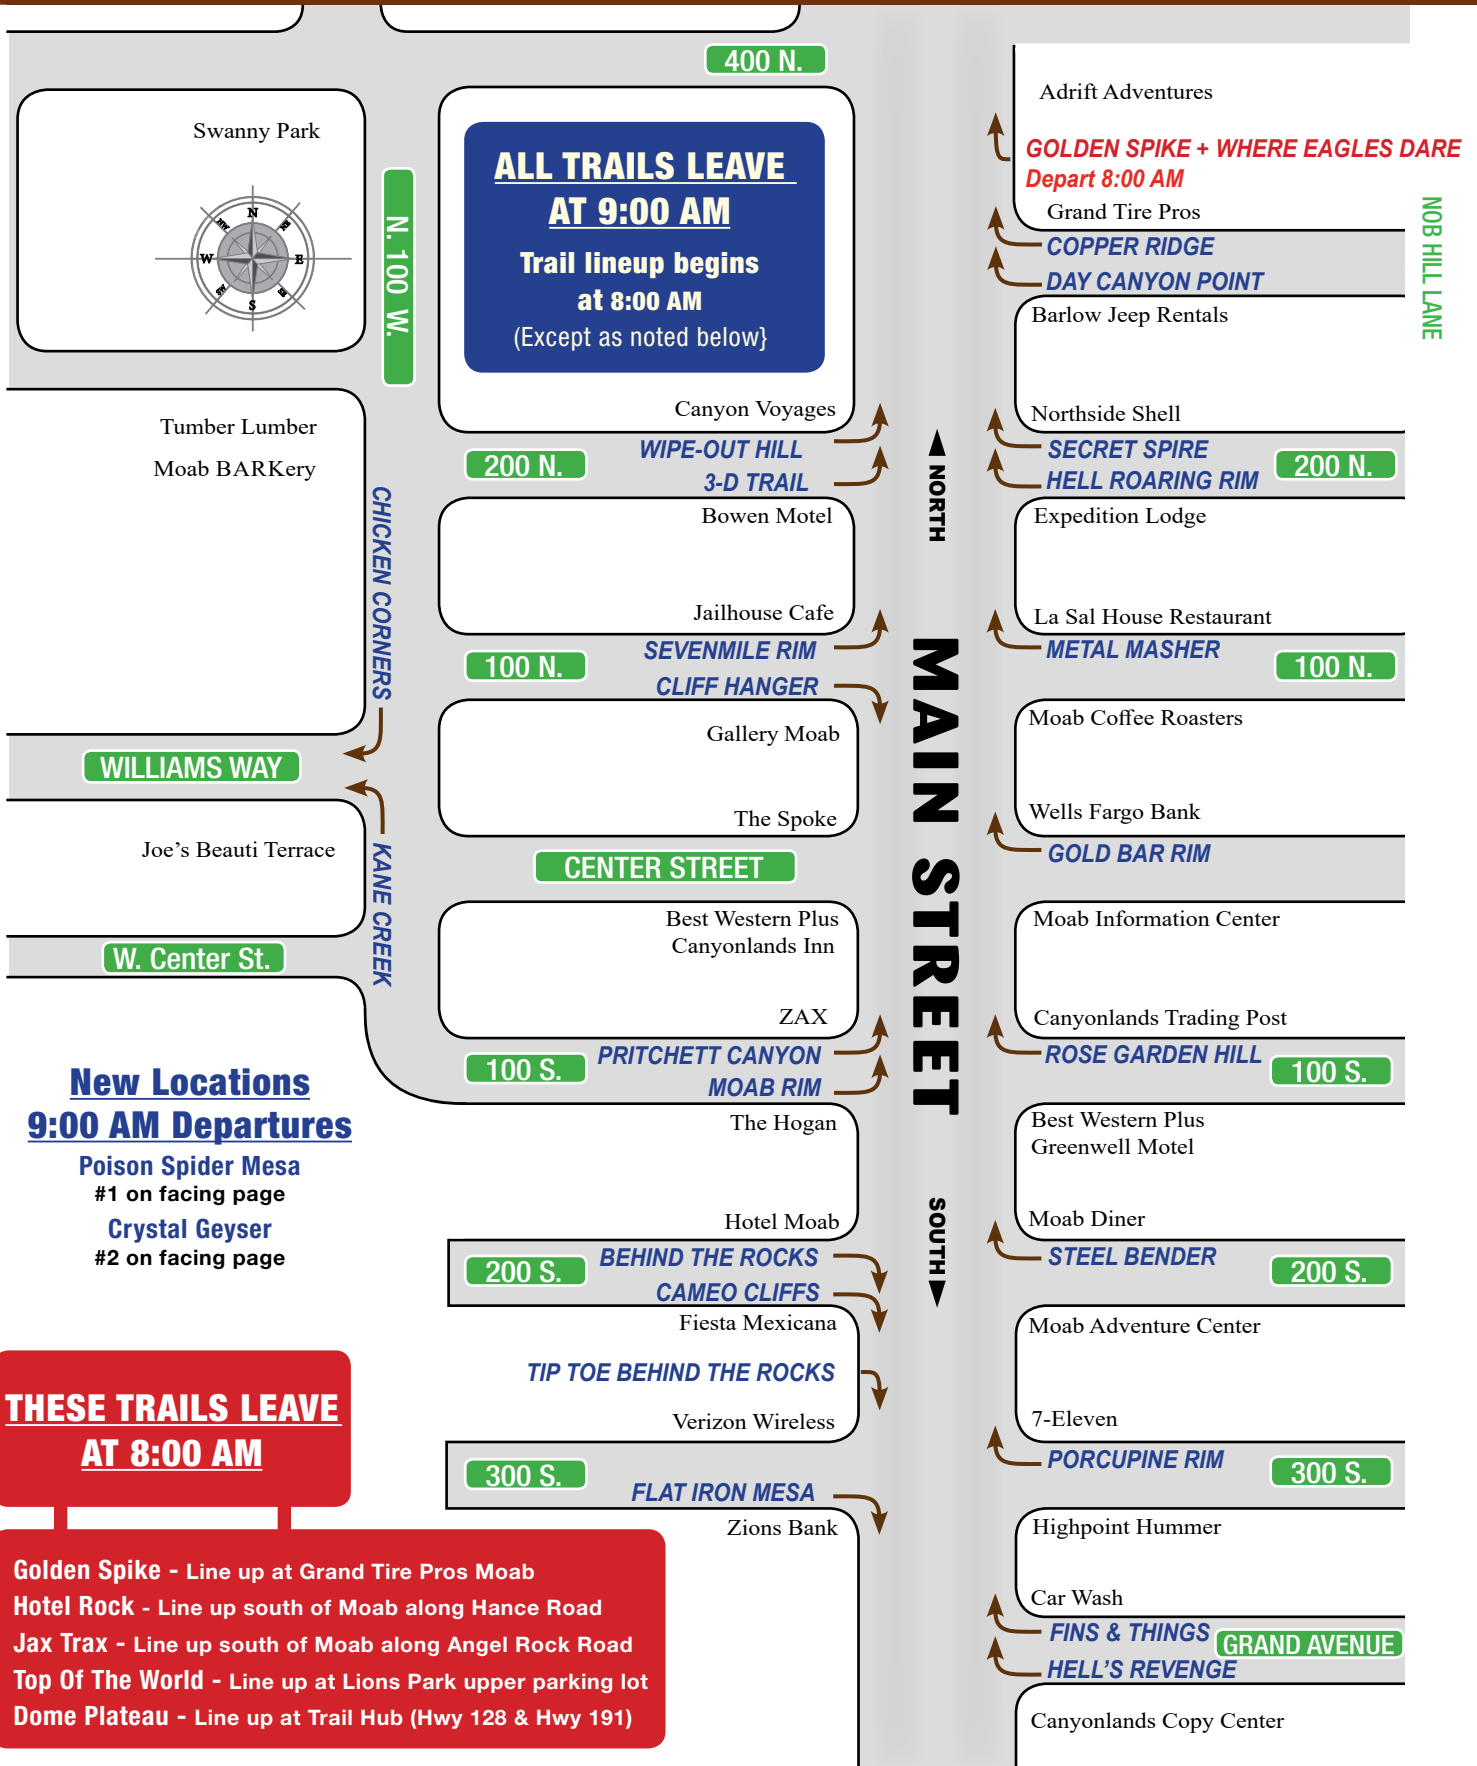 400 N.
Adrift Adventures
Swanny Park
N
NE
E
SE
S
SW
W
NW
N. 100 W.
ALL TRAILS LEAVE
AT 9:00 AM
Trail lineup begins
at 8:00 AM
(Except as noted below}
GOLDEN SPIKE + WHERE EAGLES DARE
Depart 8:00 AM
Grand Tire Pros
NOB HILL LANE
COPPER RIDGE
DAY CANYON POINT
Barlow Jeep Rentals
Canyon Voyages
Northside Shell
Tumber Lumber
Moab BARKery
WIPE-OUT HILL
200 N.
3-D TRAIL
SECRET SPIRE
HELL ROARING RIM
200 N.
NORTH
CHICKEN CORNERS
Bowen Motel
Expedition Lodge
Jailhouse Cafe
La Sal House Restaurant
100 N.
SEVENMILE RIM
CLIFF HANGER
METAL MASHER
100 N.
MAIN STREET
Gallery Moab
Moab Coffee Roasters
WILLIAMS WAY
The Spoke
Wells Fargo Bank
Joe's Beauti Terrace
KANE CREEK
CENTER STREET
GOLD BAR RIM
W. Center St.
Best Western Plus
Canyonlands Inn
Moab Information Center
ZAX
Canyonlands Trading Post
100 S.
PRITCHETT CANYON
MOAB RIM
ROSE GARDEN HILL
100 S.
New Locations
9:00 AM Departures
Poison Spider Mesa
#1 on facing page
Crystal Geyser
#2 on facing page
The Hogan
Best Western Plus
Greenwell Motel
Hotel Moab
Moab Diner
SOUTH
200 S.
BEHIND THE ROCKS
CAMEO CLIFFS
STEEL BENDER
200 S.
Fiesta Mexicana
Moab Adventure Center
TIP TOE BEHIND THE ROCKS
Verizon Wireless
7-Eleven
300 S.
FLAT IRON MESA
PORCUPINE RIM
300 S.
Zions Bank
Highpoint Hummer
Car Wash
FINS & THINGS
GRAND AVENUE
HELL'S REVENGE
Canyonlands Copy Center
THESE TRAILS LEAVE
AT 8:00 AM
Golden Spike - Line up at Grand Tire Pros Moab
Hotel Rock - Line up south of Moab along Hance Road
Jax Trax - Line up south of Moab along Angel Rock Road
Top Of The World - Line up at Lions Park upper parking lot
Dome Plateau - Line up at Trail Hub (Hwy 128 & Hwy 191)